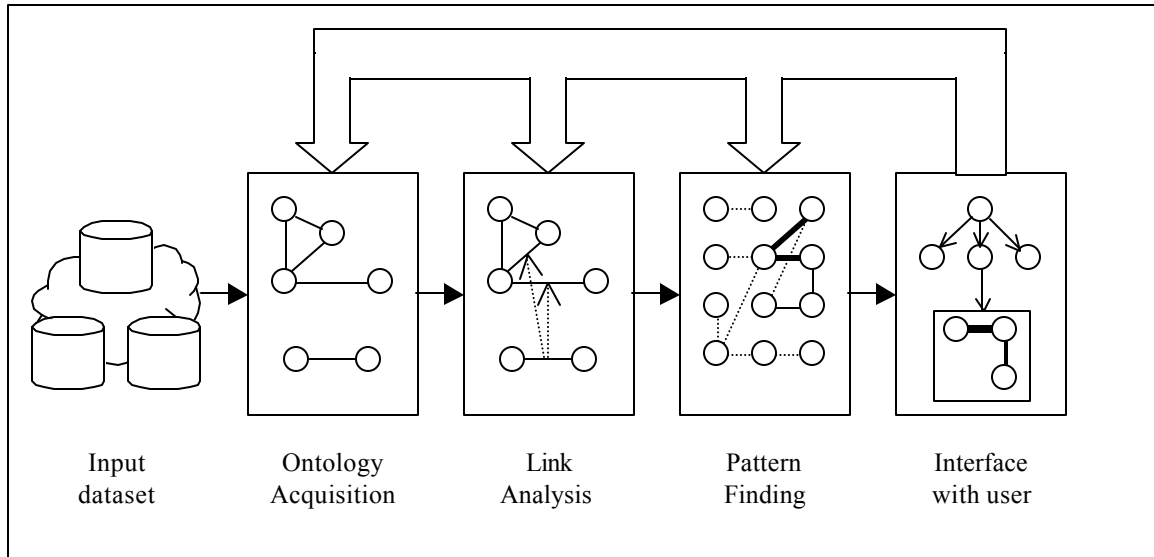 Input
dataset
Ontology
Acquisition
Link
Analysis
Pattern
Finding
Interface
with user